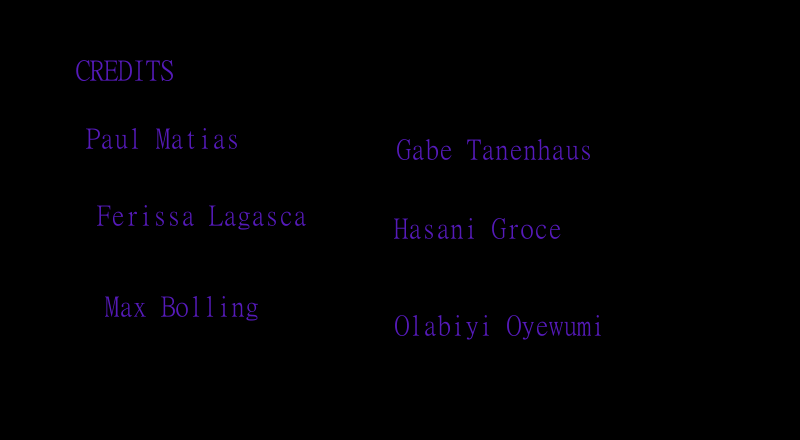 CREDITS
Paul Matias
Gabe Tanenhaus
Ferissa Lagasca
Hasani Groce
Max Bolling
Olabiyi Oyewumi